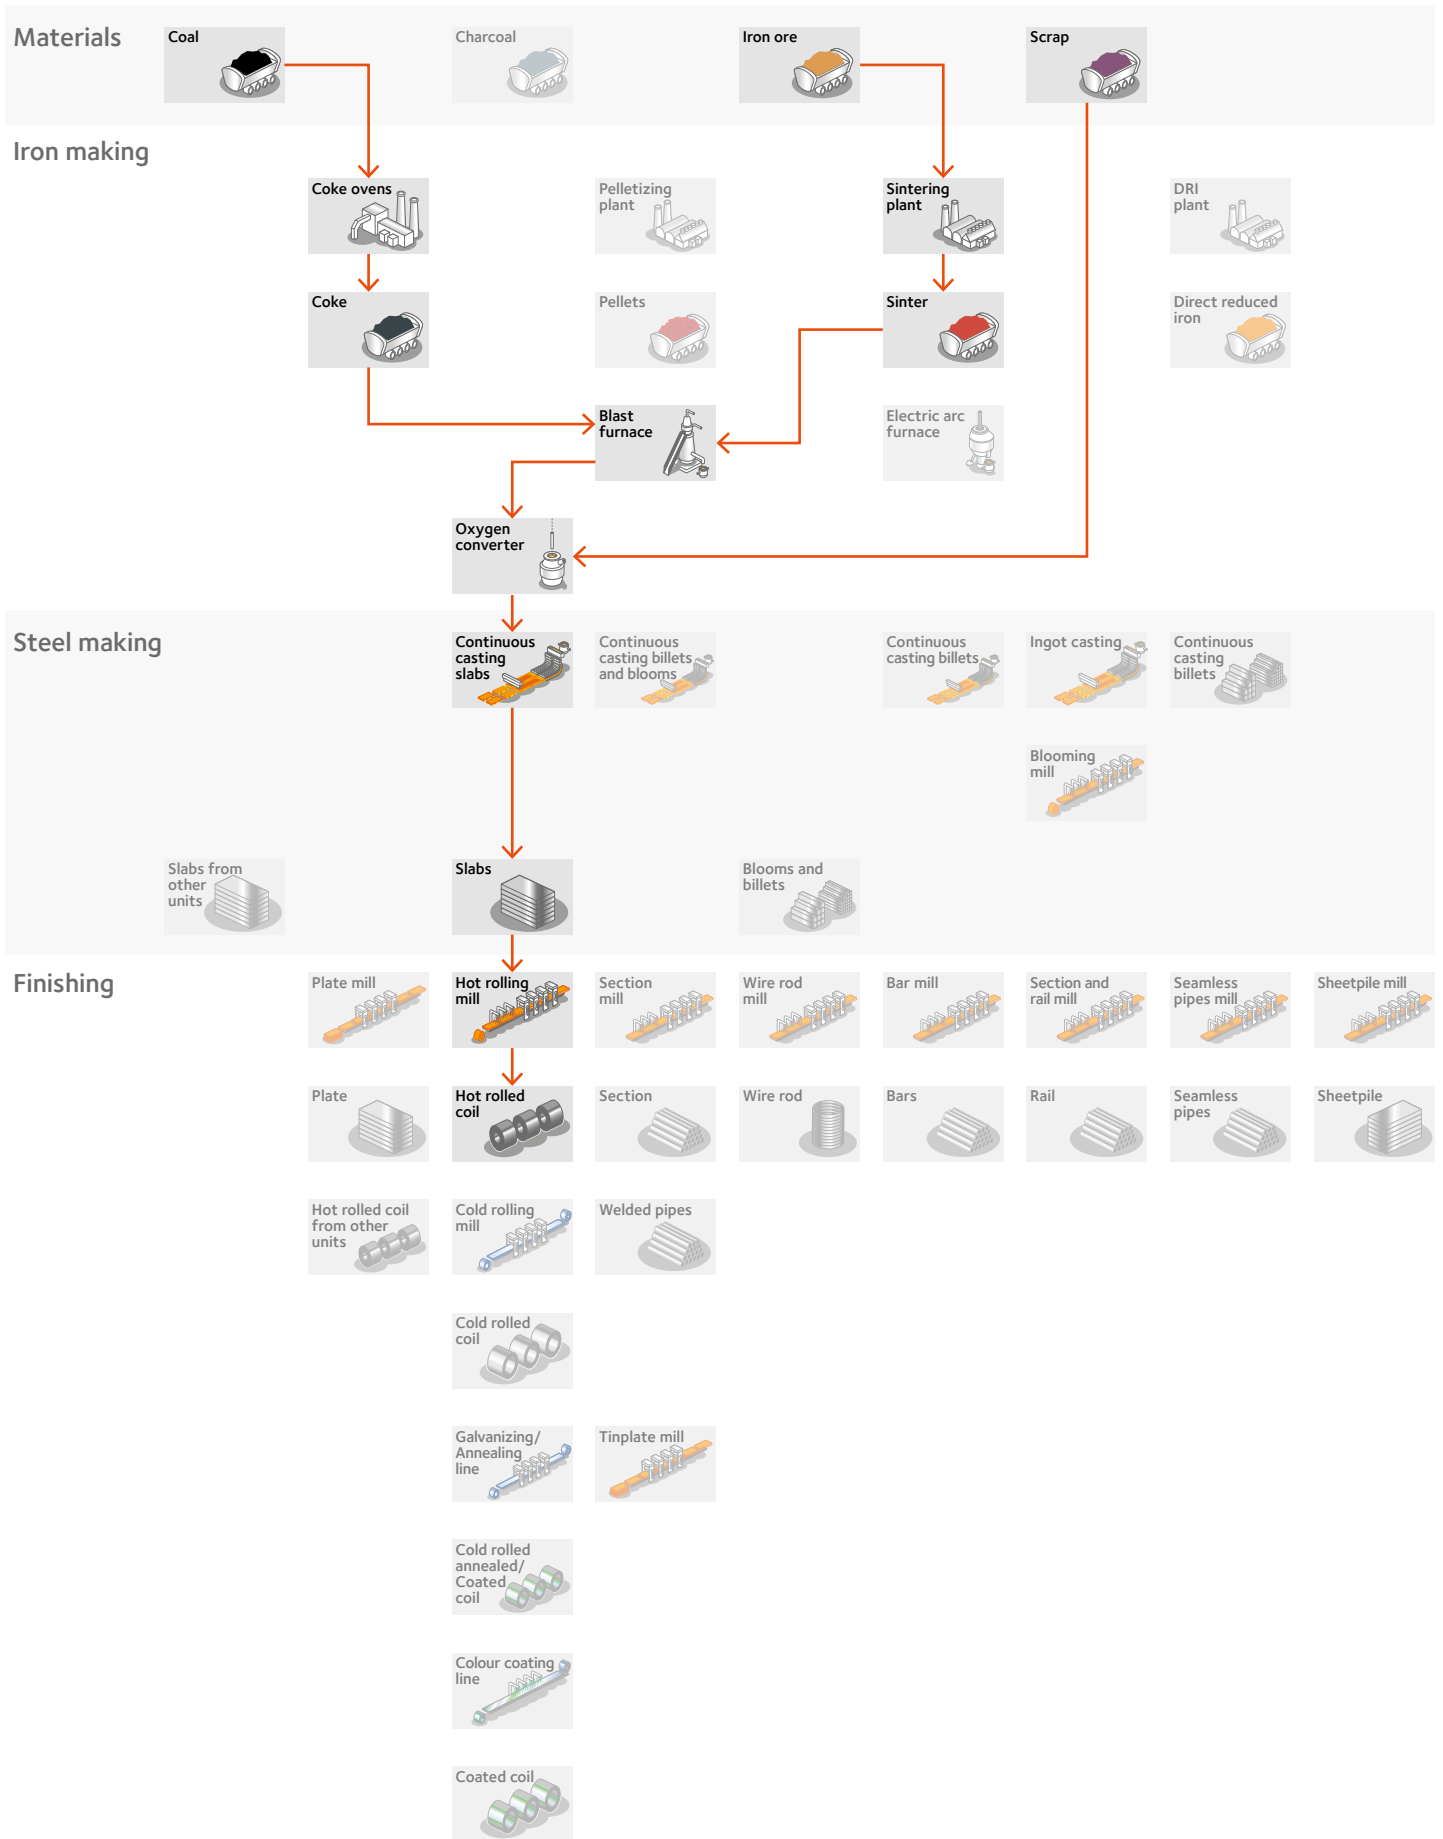 Materials
Coal
Charcoal
Iron ore
Scrap
Iron making
Coke ovens
Pelletizing
plant
Sintering
plant
DRI
plant
Coke
Pellets
Sinter
Direct reduced
iron
Blast
furnace
Electric arc
furnace
Oxygen
converter
Steel making
Continuous
casting
slabs
Continuous
casting billets
and blooms
Continuous
casting billets
Ingot casting
Continuous
casting
billets
Blooming
mill
Slabs from
other
units
Slabs
Blooms and
billets
Finishing
Plate mill
Hot rolling
mill
Section
mill
Wire rod
mill
Bar mill
Section and
rail mill
Seamless
pipes mill
Sheetpile mill
Plate
Hot rolled
coil
Section
Wire rod
Bars
Rail
Seamless
pipes
Sheetpile
Hot rolled coil
from other
units
Cold rolling
mill
Welded pipes
Cold rolled
coil
Galvanizing/
Annealing
line
Tinplate mill
Cold rolled
annealed/
Coated
coil
Colour coating
line
Coated coil